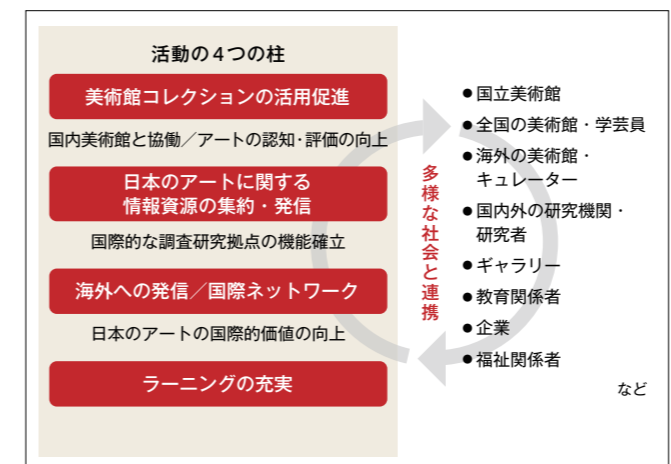 活動の4つの柱
美術館コレクションの活用促進
国内美術館と協働／アートの認知・評価の向上
日本のアートに関する
情報資源の集約・発信
国際的な調査研究拠点の機能確立
海外への発信／国際ネットワーク
日本のアートの国際的価値の向上
ラーニングの充実
多様な社会と連携
●国立美術館
●全国の美術館・学芸員
●海外の美術館・
キュレーター
●国内外の研究機関・
研究者
●ギャラリー
●教育関係者
●企業
●福祉関係者
など